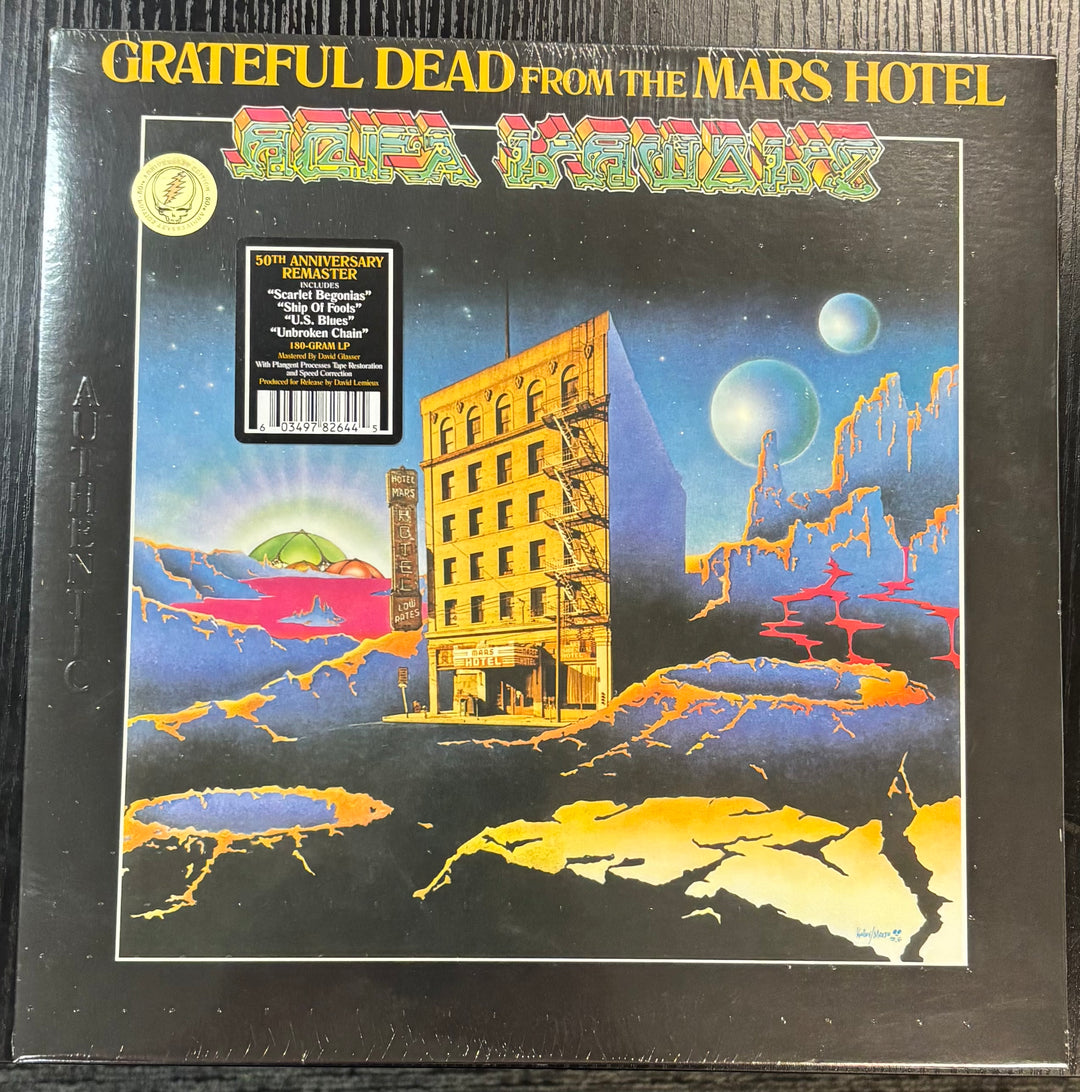 GRATEFUL DEAD FROM THE MARS HOTEL
50TH ANNIVERSARY
REMASTER
INCLUDES
“Scarlet Begonias”
“Ship Of Fools”
“U.S. Blues”
“Unbroken Chain”
180-GRAM LP
Mastered By David Glasser
With Plangent Processes Tape Restoration
and Speed Correction
Produced for Release by David Lemieux
6 03497 82644 5
AUTHENTIC
HOTEL
MARS
HOTEL
LOW
RATES
MARS
HOTEL